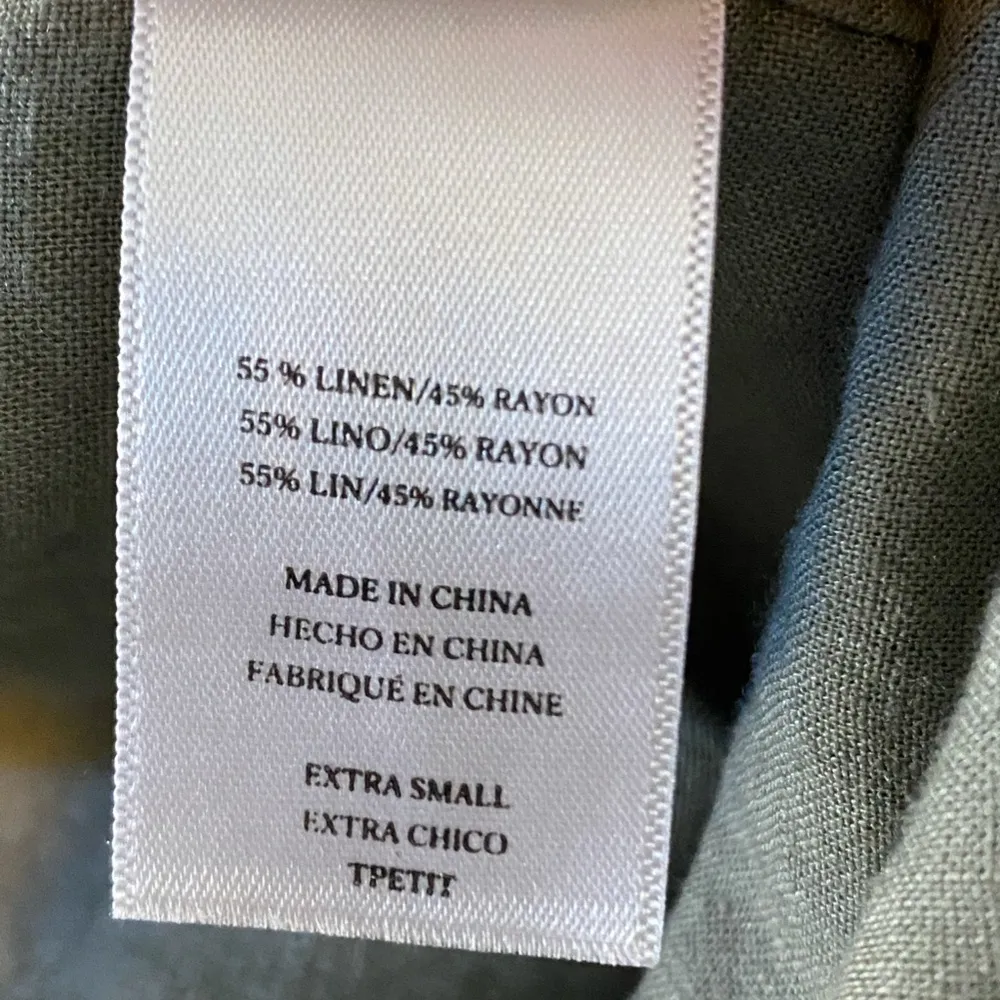 55 % LINEN/45% RAYON
55% LINO/45% RAYON
55% LIN/45% RAYONNE
MADE IN CHINA
HECHO EN CHINA
FABRIQUÉ EN CHINE
EXTRA SMALL
EXTRA CHICO
TPETIT